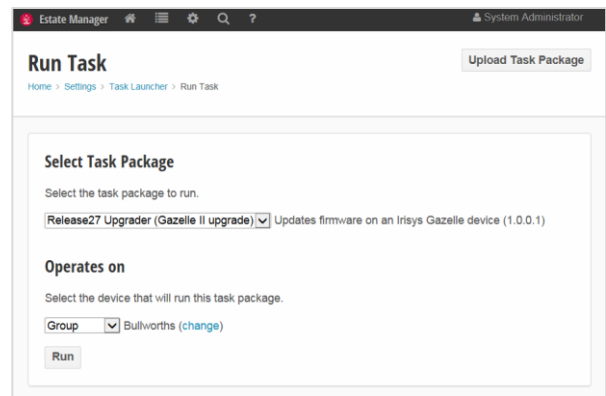 Estate Manager ? System Administrator
Run Task Upload Task Package
Home > Settings > Task Launcher > Run Task
Select Task Package
Select the task package to run.
Release27 Upgrader (Gazelle II upgrade) Updates firmware on an Irisys Gazelle device (1.0.0.1)
Operates on
Select the device that will run this task package.
Group Bullworths (change)
Run